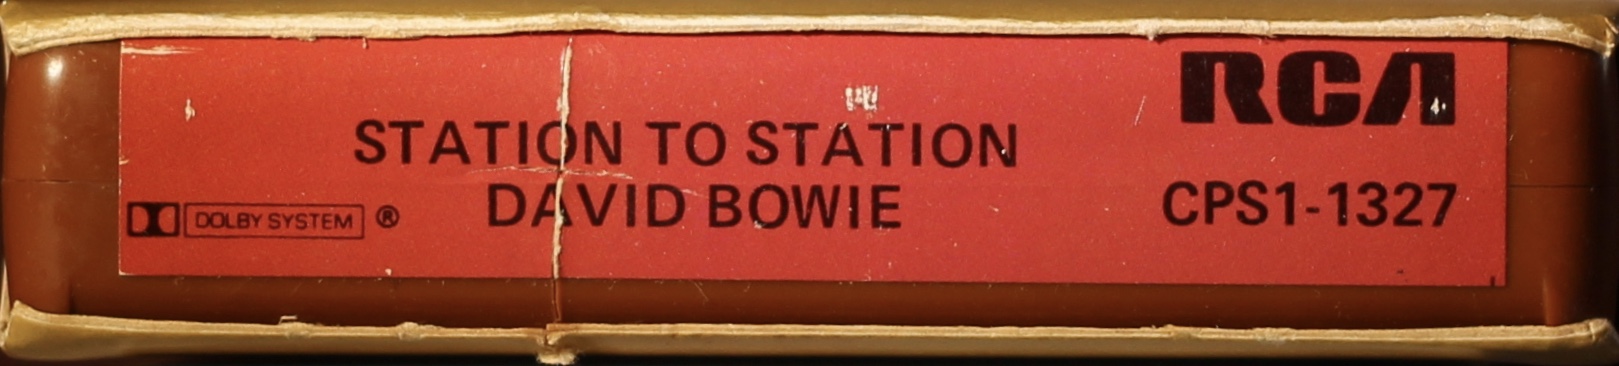 RCA
STATION TO STATION
DAVID BOWIE
CPS1-1327
DOLBY SYSTEM ®